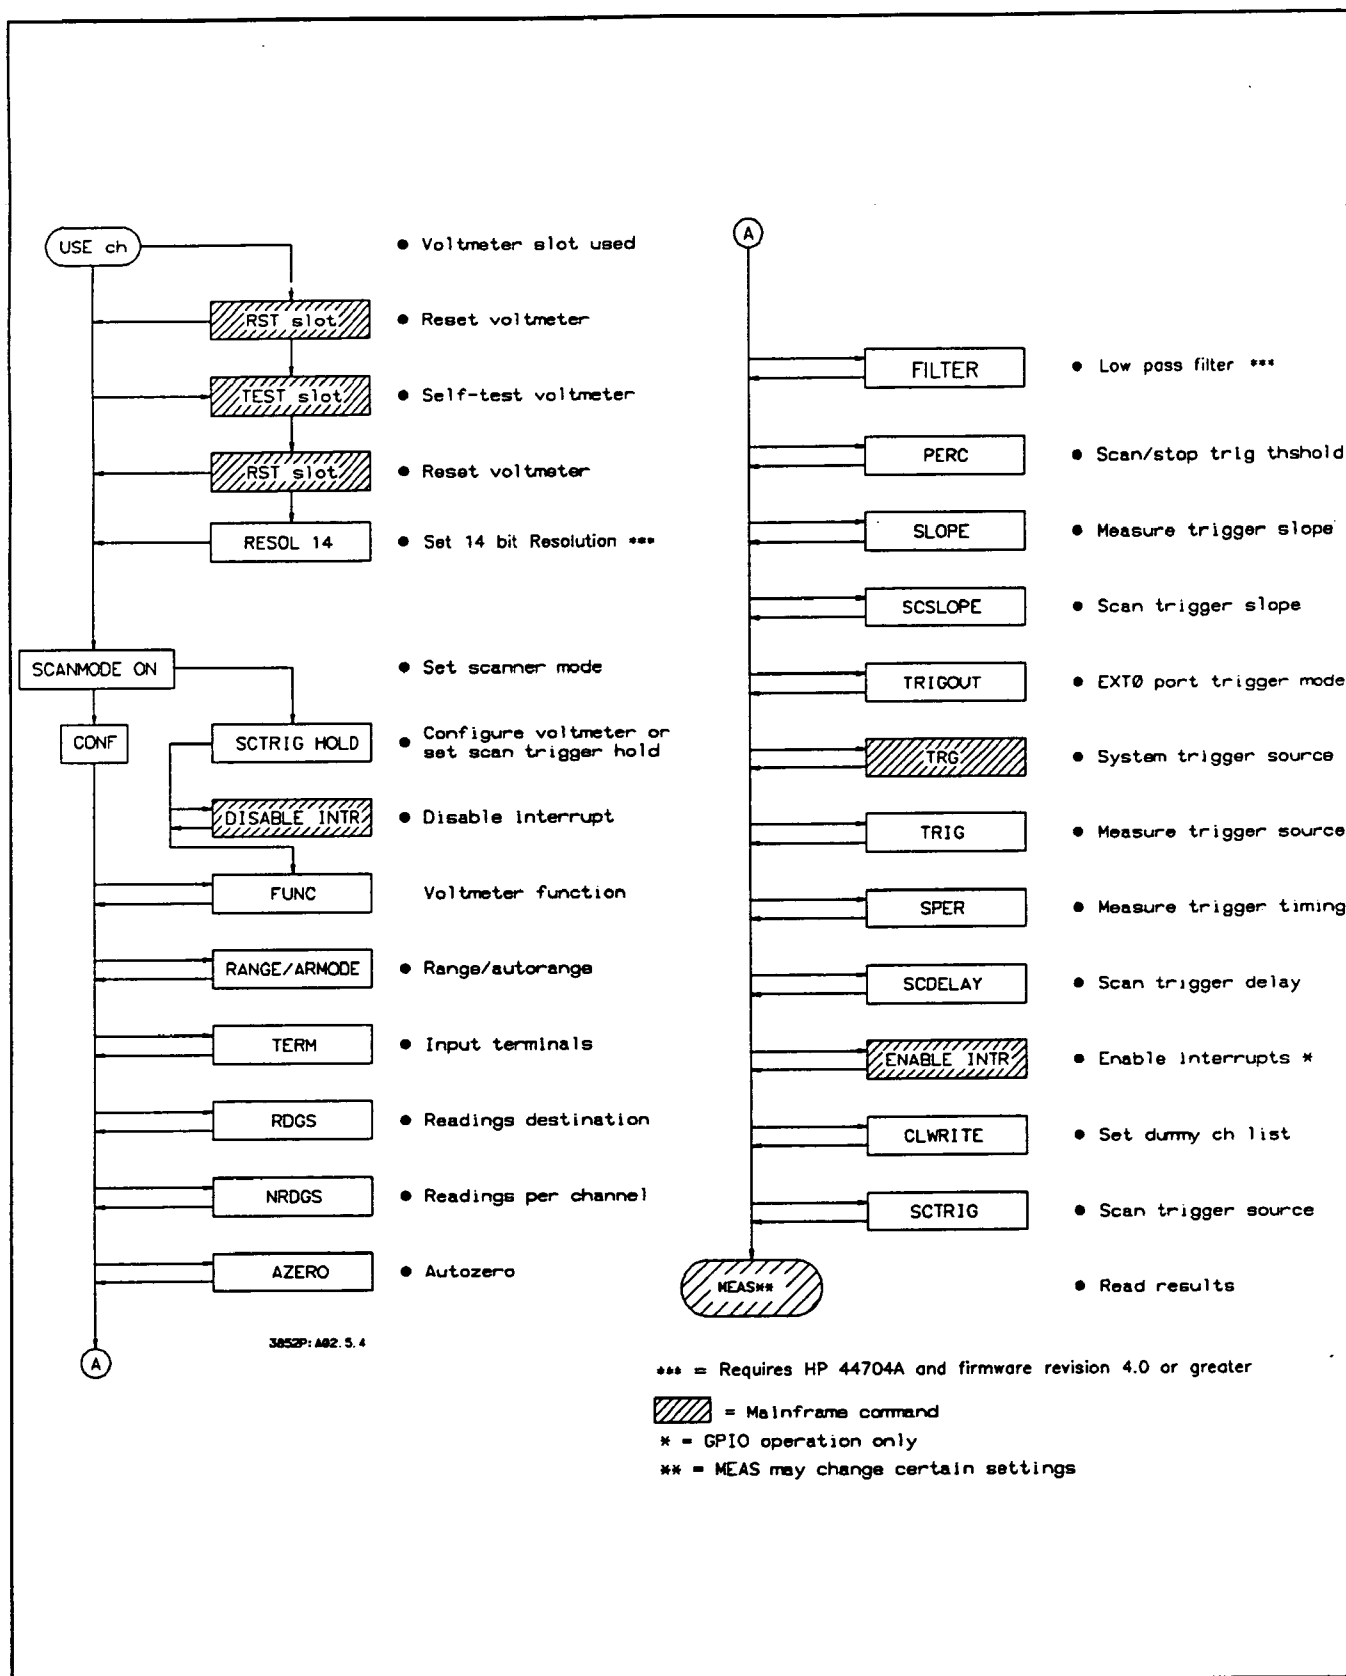 USE ch
● Voltmeter slot used
RST slot
● Reset voltmeter
TEST slot
● Self-test voltmeter
RST slot
● Reset voltmeter
RESOL 14
● Set 14 bit Resolution ***
SCANMODE ON
● Set scanner mode
CONF
SCTRIG HOLD
● Configure voltmeter or
set scan trigger hold
DISABLE INTR
● Disable interrupt
FUNC
Voltmeter function
RANGE/ARMODE
● Range/autorange
TERM
● Input terminals
RDGS
● Readings destination
NRDGS
● Readings per channel
AZERO
● Autozero
3852P:A02.5.4
A
A
FILTER
● Low pass filter ***
PERC
● Scan/stop trig thshold
SLOPE
● Measure trigger slope
SCSLOPE
● Scan trigger slope
TRIGOUT
● EXT0 port trigger mode
TRG
● System trigger source
TRIG
● Measure trigger source
SPER
● Measure trigger timing
SCDELAY
● Scan trigger delay
ENABLE INTR
● Enable interrupts *
CLWRITE
● Set dummy ch list
SCTRIG
● Scan trigger source
MEAS**
● Read results
*** = Requires HP 44704A and firmware revision 4.0 or greater
= Mainframe command
* = GPIO operation only
** = MEAS may change certain settings